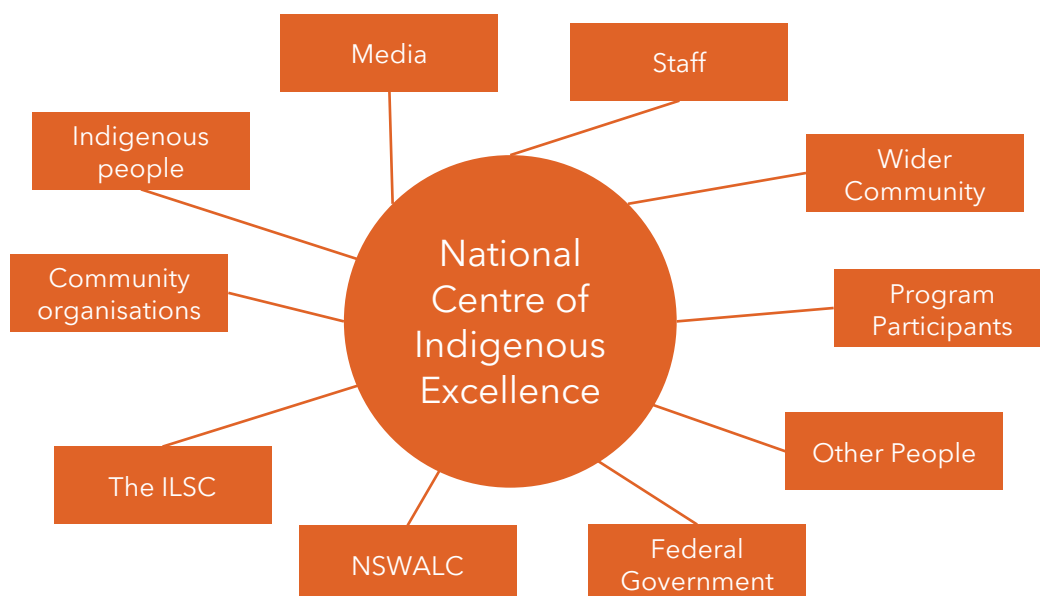 Media
Staff
Indigenous
people
Wider
Community
National
Centre of
Indigenous
Excellence
Community
organisations
Program
Participants
The ILSC
Other People
NSWALC
Federal
Government